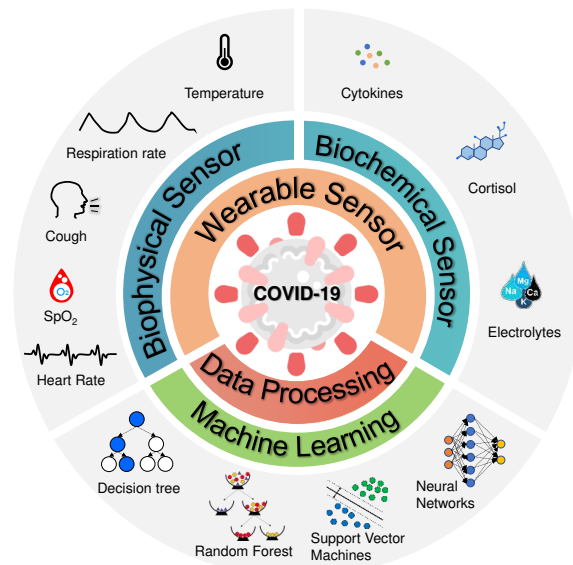 Temperature
Cytokines
Respiration rate
Cortisol
Cough
SpO2
Heart Rate
Na
Mg
Ca
K
Electrolytes
O2
Biophysical Sensor
Biochemical Sensor
Wearable Sensor
COVID-19
Data Processing
Machine Learning
Decision tree
Random Forest
Support Vector
Machines
Neural
Networks